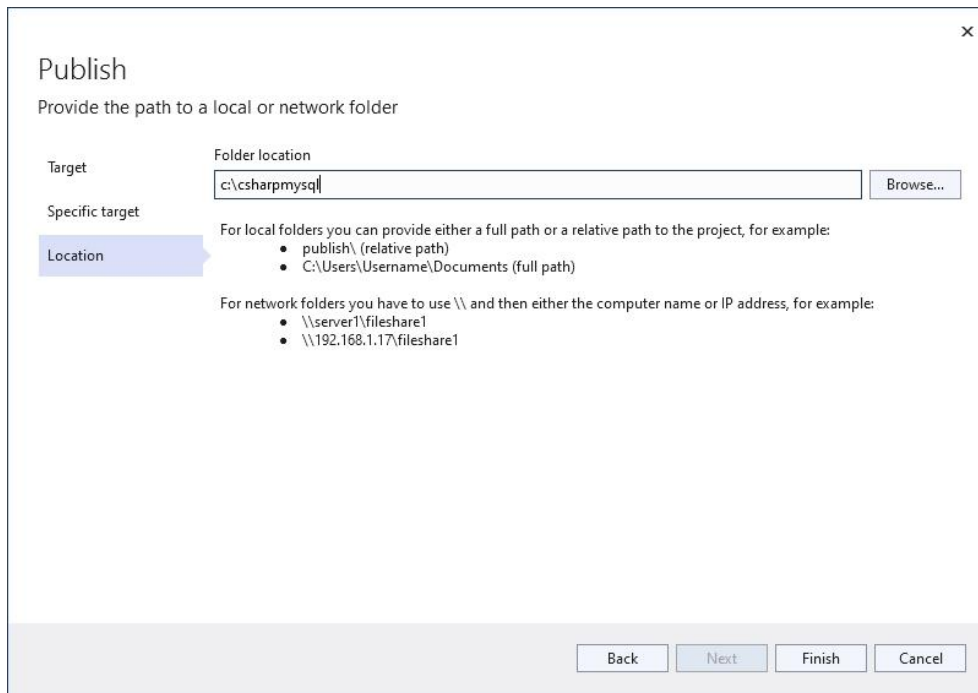 Publish
Provide the path to a local or network folder
Target
Specific target
Location
Folder location
c:\csharpmysql
Browse...
For local folders you can provide either a full path or a relative path to the project, for example:
● publish\ (relative path)
● C:\Users\Username\Documents (full path)
For network folders you have to use \\ and then either the computer name or IP address, for example:
● \\server1\fileshare1
● \\192.168.1.17\fileshare1
Back
Next
Finish
Cancel